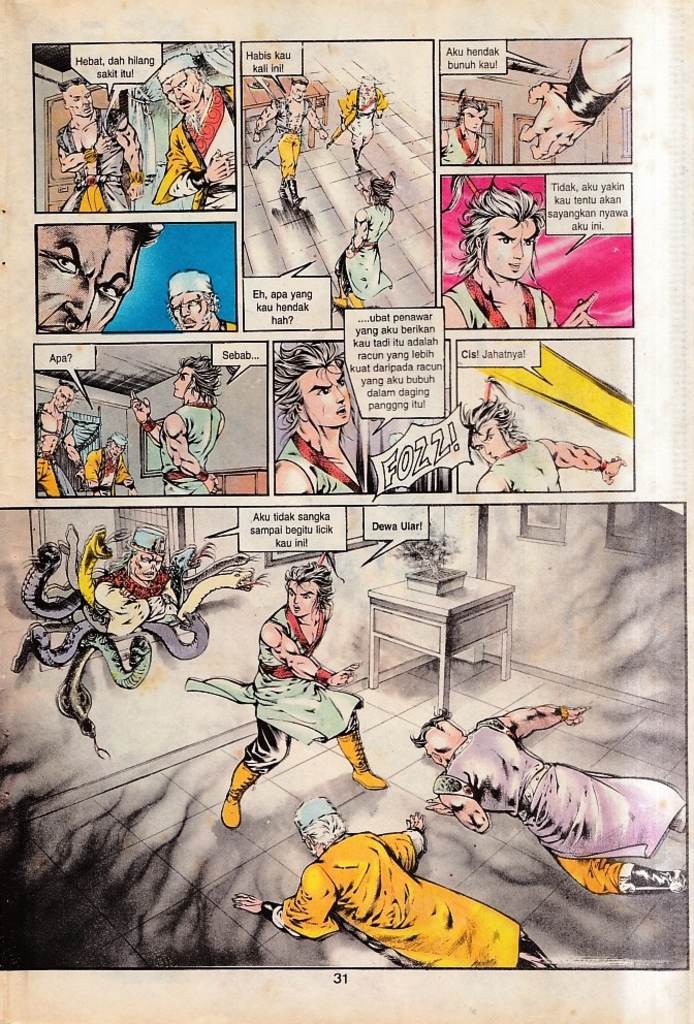 Hebat, dah hilang
sakit itu!
Habis kau
kali ini!
Eh, apa yang
kau hendak
hah?
Aku hendak
bunuh kau!
Tidak, aku yakin
kau tentu akan
sayangkan nyawa
aku ini.
Apa?
Sebab...
....ubat penawar
yang aku berikan
kau tadi itu adalah
racun yang lebih
kuat daripada racun
yang aku bubuh
dalam daging
panggng itu!
Cis! Jahatnya!
FOZZ!
Aku tidak sangka
sampai begitu licik
kau ini!
Dewa Ular!
31